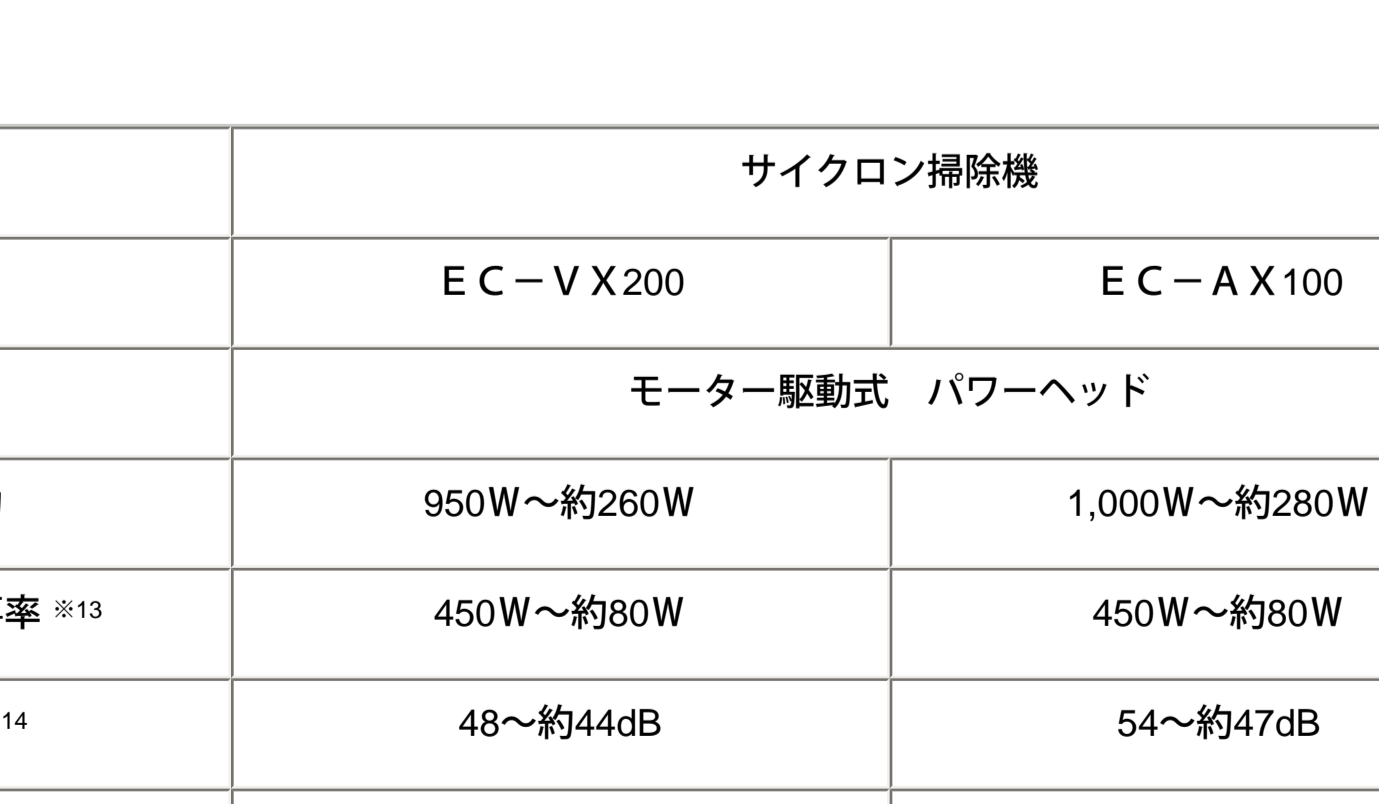 サイクロン掃除機
ＥＣ－ＶＸ200 ＥＣ－ＡＸ100
モーター駆動式　パワーヘッド
950Ｗ～約260Ｗ 1,000Ｗ～約280Ｗ
率 ※13 450Ｗ～約80Ｗ 450Ｗ～約80Ｗ
14 48～約44dB 54～約47dB